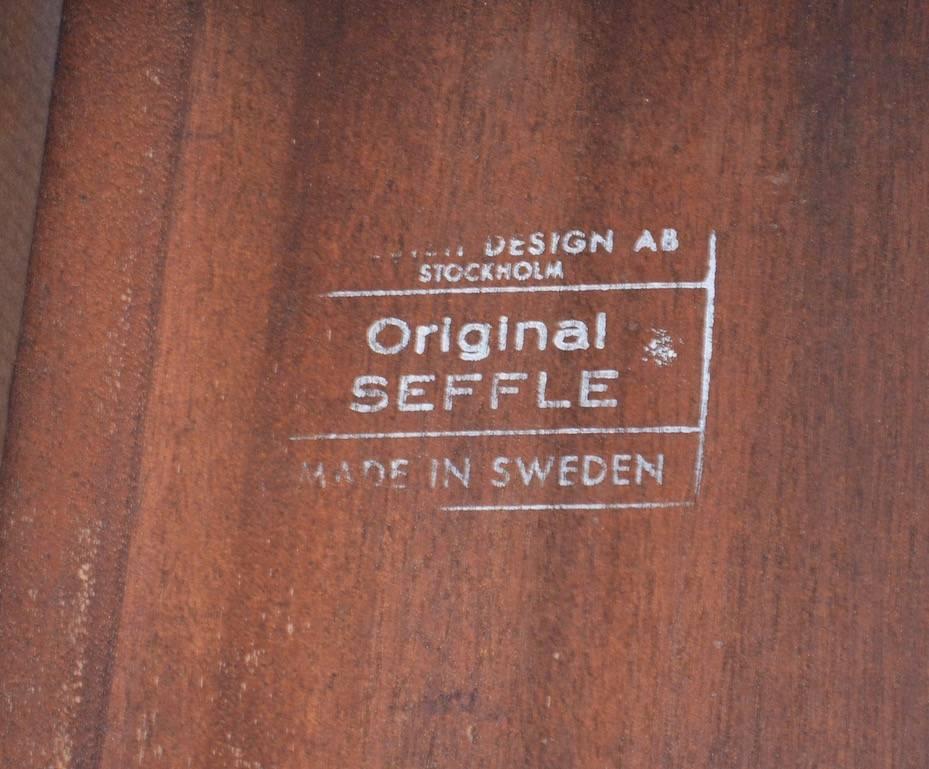 DESIGN AB
STOCKHOLM
Original
SEFFLE
MADE IN SWEDEN